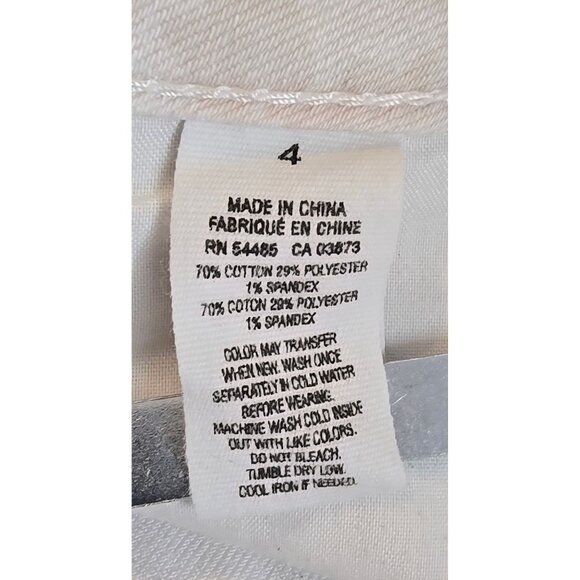 4
MADE IN CHINA
FABRIQUÉ EN CHINE
RN 54485 CA 03873
70% COTTON 29% POLYESTER
1% SPANDEX
70% COTON 29% POLYESTER
1% SPANDEX
COLOR MAY TRANSFER
WHEN NEW. WASH ONCE
SEPARATELY IN COLD WATER
BEFORE WEARING.
MACHINE WASH COLD INSIDE
OUT WITH LIKE COLORS.
DO NOT BLEACH.
TUMBLE DRY LOW.
COOL IRON IF NEEDED.